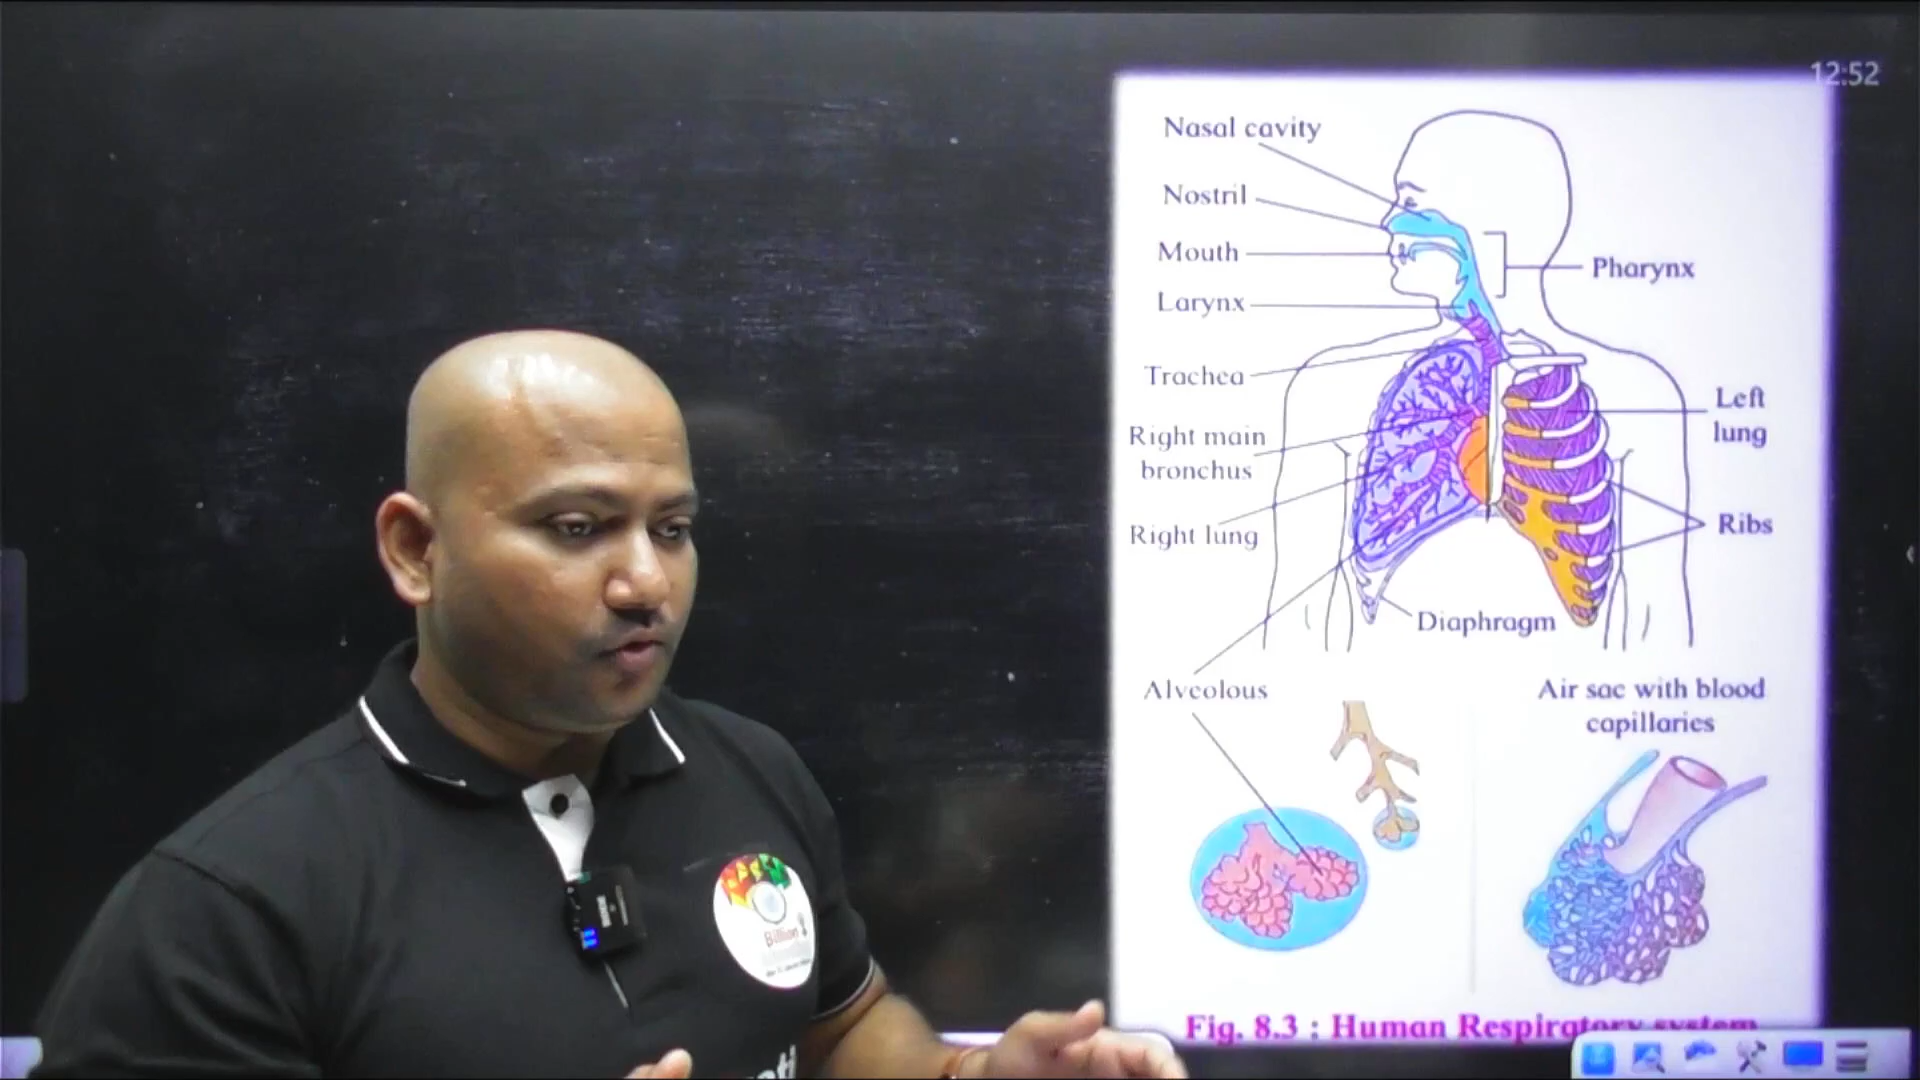 12:52
Nasal cavity
Nostril
Mouth
Larynx
Pharynx
Trachea
Left
lung
Right main
bronchus
Right lung
Ribs
Diaphragm
Alveolous
Air sac with blood
capillaries
Fig. 8.3 : Human Respiratory system
Billion